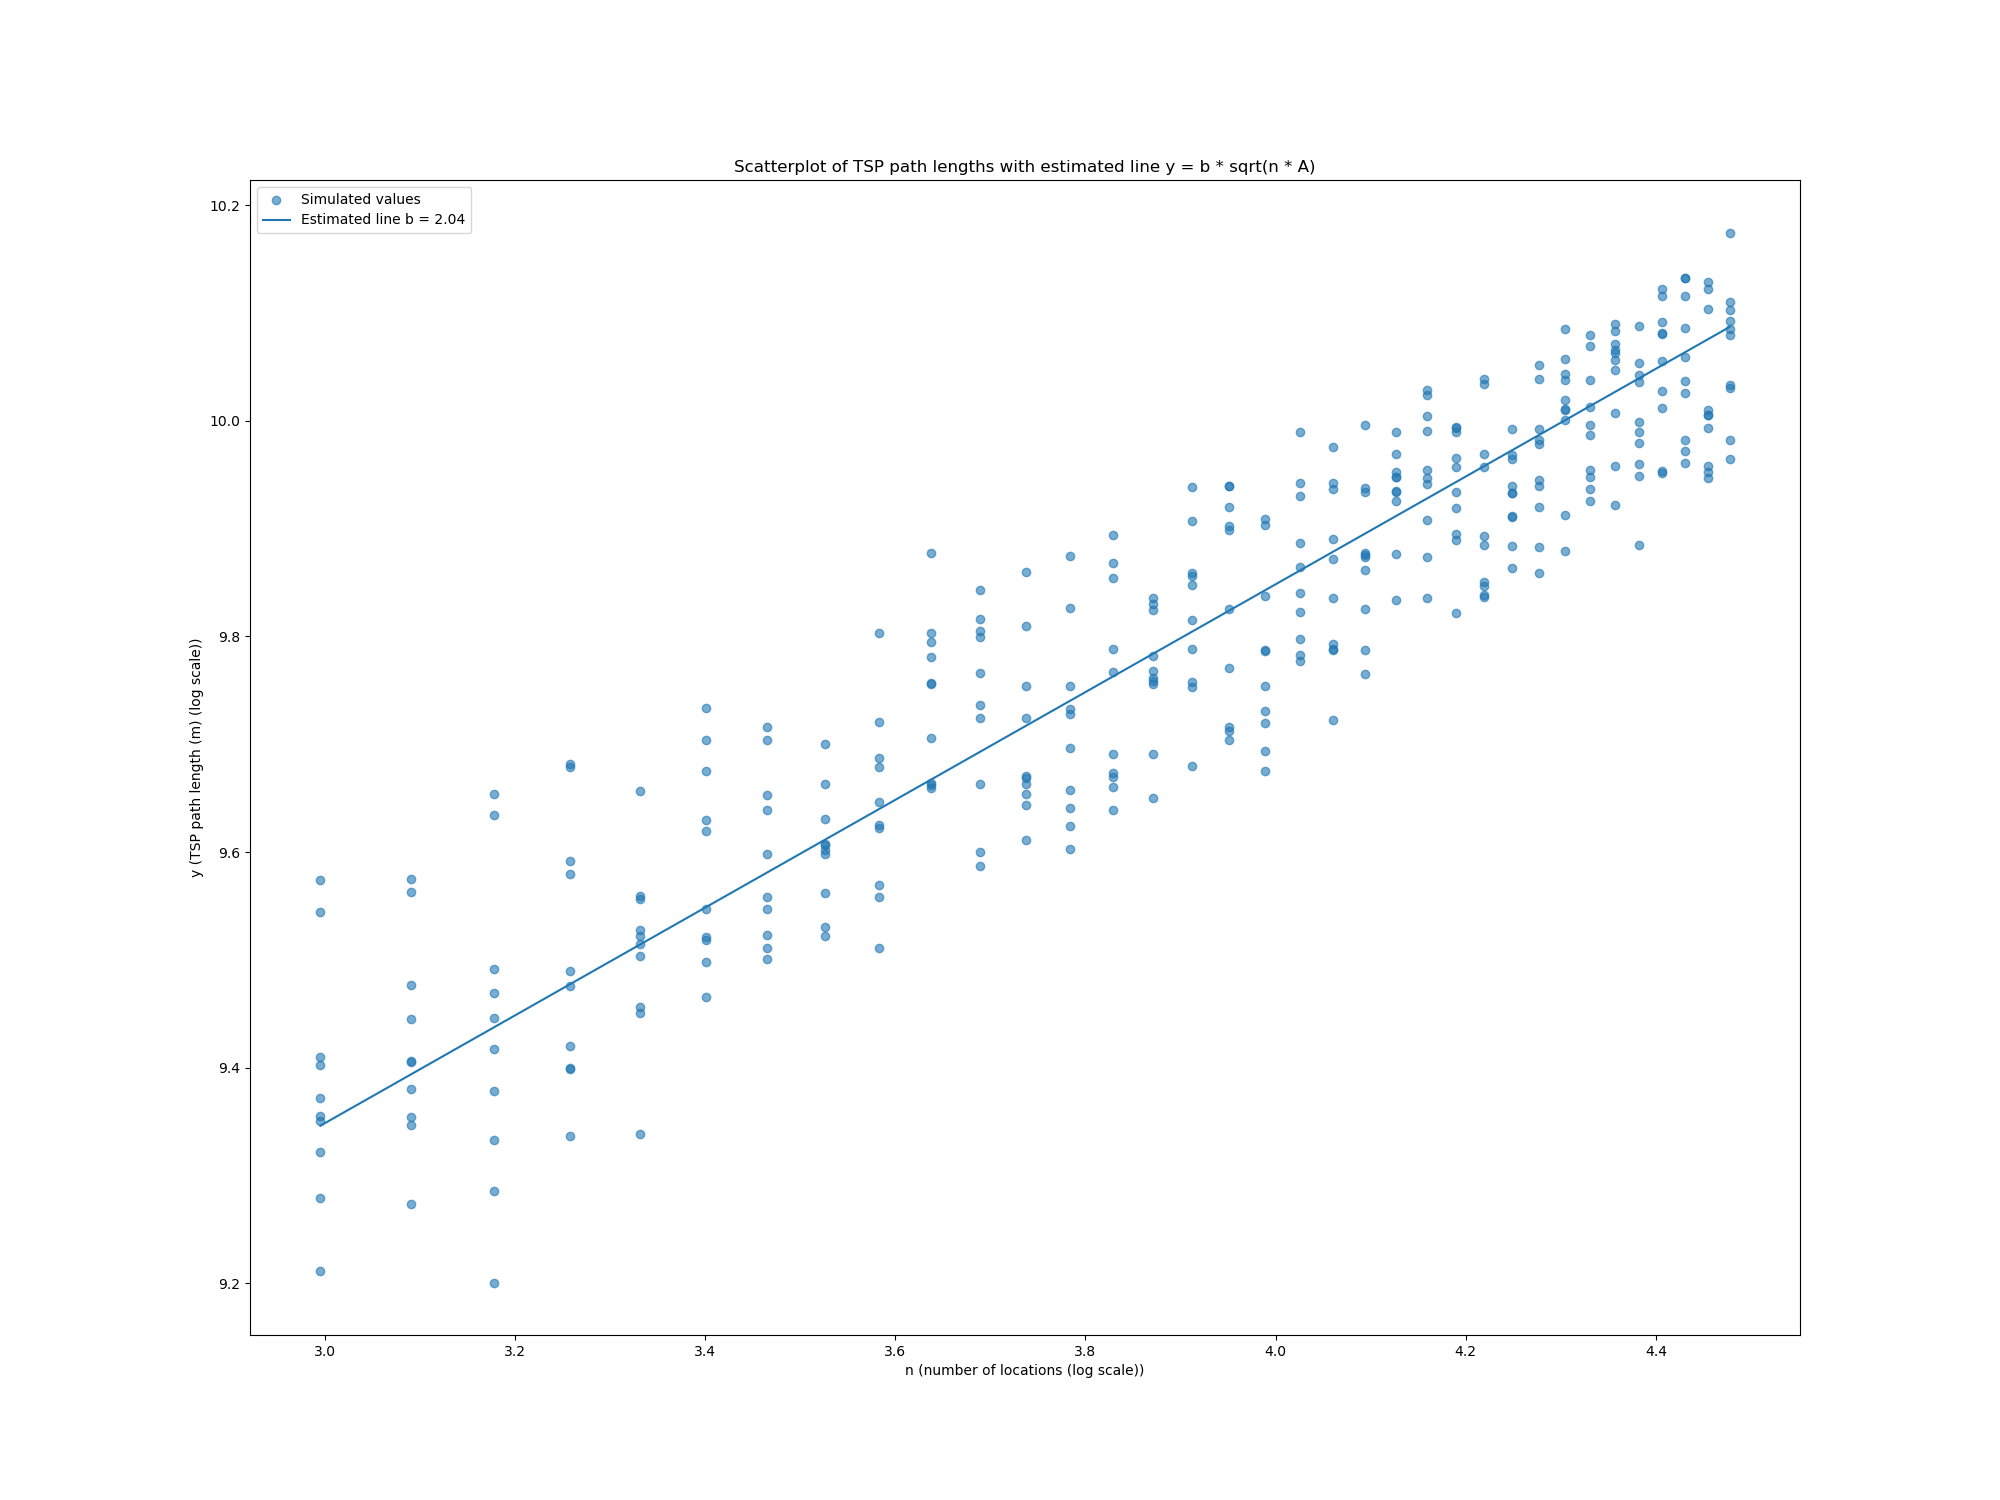 Scatterplot of TSP path lengths with estimated line y = b * sqrt(n * A)
Simulated values
Estimated line b = 2.04
10.2
10.0
9.8
9.6
9.4
9.2
y (TSP path length (m) (log scale))
3.0 3.2 3.4 3.6 3.8 4.0 4.2 4.4
n (number of locations (log scale))